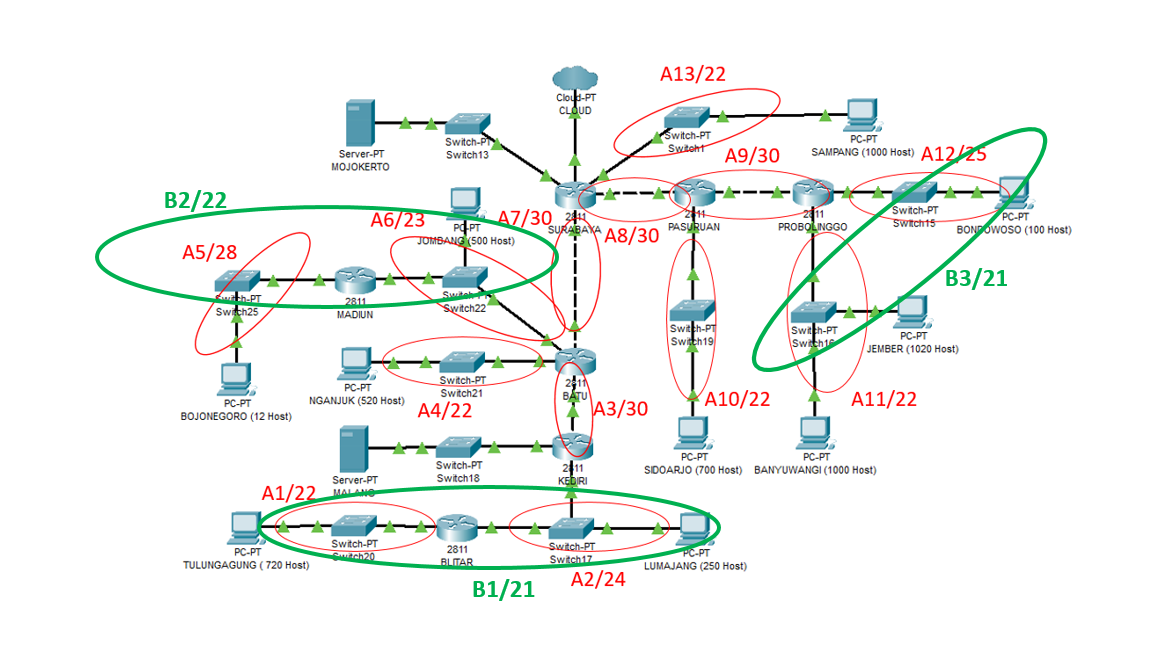 A13/22
Cloud-PT
CLOUD
Switch-PT
Switch13
Server-PT
MOJOKERTO
Switch-PT
Switch1
PC-PT
SAMPANG (1000 Host)
A9/30
A12/25
B2/22
A6/23
A7/30
PC-PT
JOMBANG (500 Host)
2811
SURABAYA
A8/30
2811
PASURUAN
2811
PROBOLINGGO
Switch-PT
Switch15
PC-PT
BONDOWOSO (100 Host)
A5/28
Switch-PT
Switch25
2811
MADIUN
Switch-PT
Switch22
B3/21
Switch-PT
Switch19
Switch-PT
Switch16
PC-PT
JEMBER (1020 Host)
PC-PT
BOJONEGORO (12 Host)
PC-PT
NGANJUK (520 Host)
Switch-PT
Switch21
2811
BATU
A4/22
A3/30
A10/22
A11/22
Server-PT
MALANG
Switch-PT
Switch18
2811
KEDIRI
PC-PT
SIDOARJO (700 Host)
PC-PT
BANYUWANGI (1000 Host)
A1/22
PC-PT
TULUNGAGUNG ( 720 Host)
Switch-PT
Switch20
2811
BLITAR
Switch-PT
Switch17
PC-PT
LUMAJANG (250 Host)
A2/24
B1/21